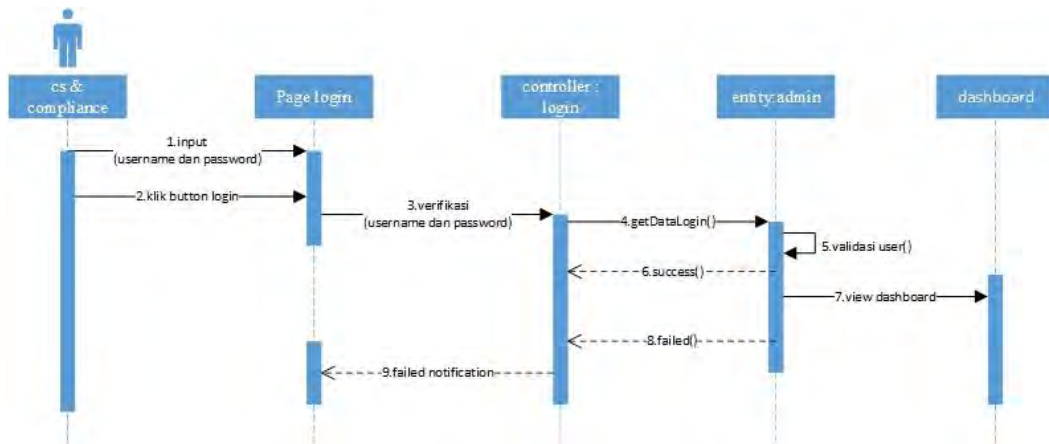 cs &
compliance
Page login
controller :
login
entity:admin
dashboard
1.input
(username dan password)
2.klik button login
3.verifikasi
(username dan password)
4.getDataLogin()
5.validasi user()
6.success()
7.view dashboard
8.failed()
9.failed notification